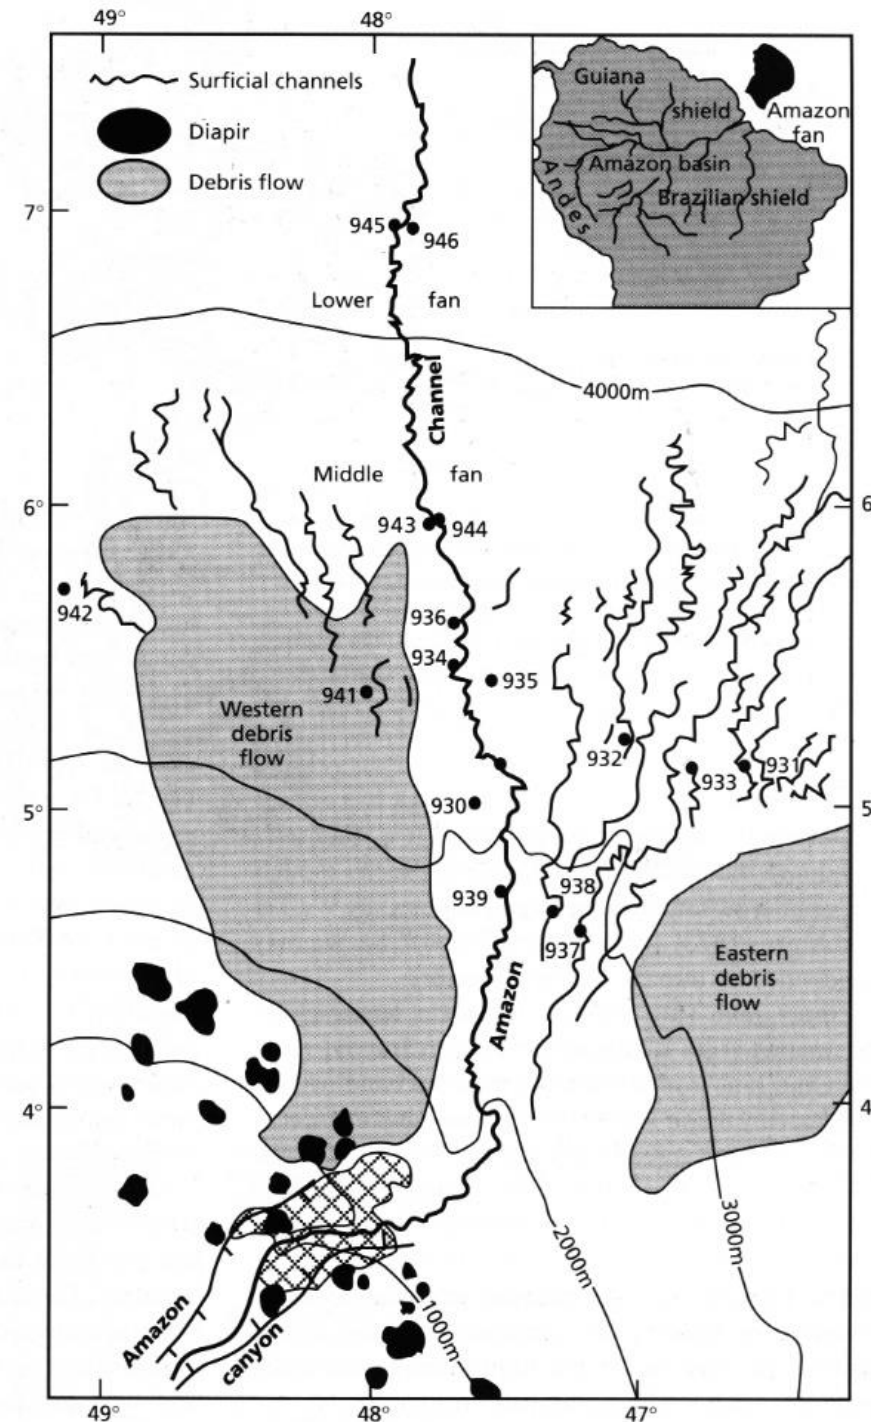 49°
48°
Surficial channels
Diapir
Debris flow
Guiana
shield
Amazon
fan
Amazon basin
Andes
Brazilian shield
7°
945
946
Lower fan
4000m
Channel
Middle fan
6°
6
943
944
942
936
934
935
941
Western
debris
flow
932
933
931
930
5°
5
938
939
937
Eastern
debris
flow
Amazon
4°
4
3000m
2000m
1000m
Amazon
canyon
49°
48°
47°